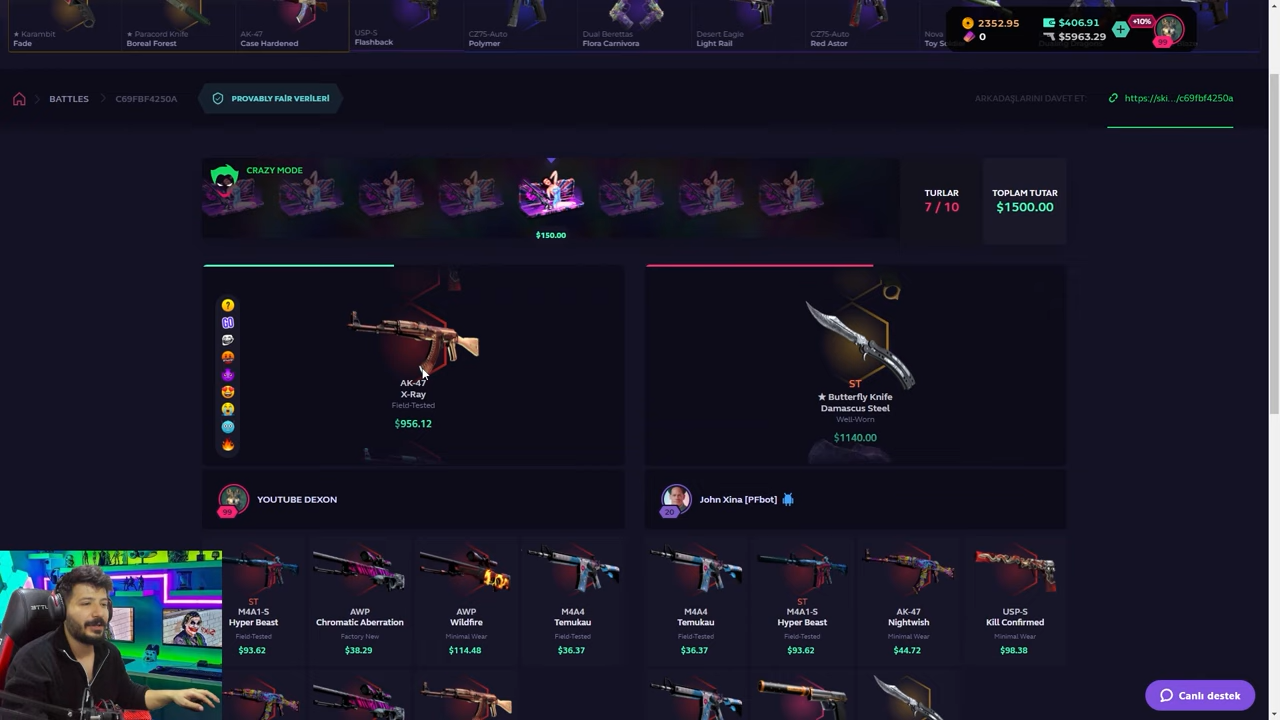 ★ Karambit
Fade
★ Paracord Knife
Boreal Forest
AK-47
Case Hardened
USP-S
Flashback
CZ75-Auto
Polymer
Dual Berettas
Flora Carnivora
Desert Eagle
Light Rail
CZ75-Auto
Red Astor
Nova
Toy
2352.95
0
$406.91
$5963.29
+10%
99
BATTLES
C69FBF4250A
PROVABLY FAİR VERİLERİ
ARKADAŞLARINI DAVET ET:
https://ski.../c69fbf4250a
CRAZY MODE
$150.00
TURLAR
7 / 10
TOPLAM TUTAR
$1500.00
?
GO
AK-47
X-Ray
Field-Tested
$956.12
ST
★ Butterfly Knife
Damascus Steel
Well-Worn
$1140.00
YOUTUBE DEXON
99
John Xina [PFbot]
20
ST
M4A1-S
Hyper Beast
Field-Tested
$93.62
AWP
Chromatic Aberration
Factory New
$38.29
AWP
Wildfire
Minimal Wear
$114.48
M4A4
Temukau
Field-Tested
$36.37
M4A4
Temukau
Field-Tested
$36.37
ST
M4A1-S
Hyper Beast
Field-Tested
$93.62
AK-47
Nightwish
Minimal Wear
$44.72
USP-S
Kill Confirmed
Minimal Wear
$98.38
Canlı destek